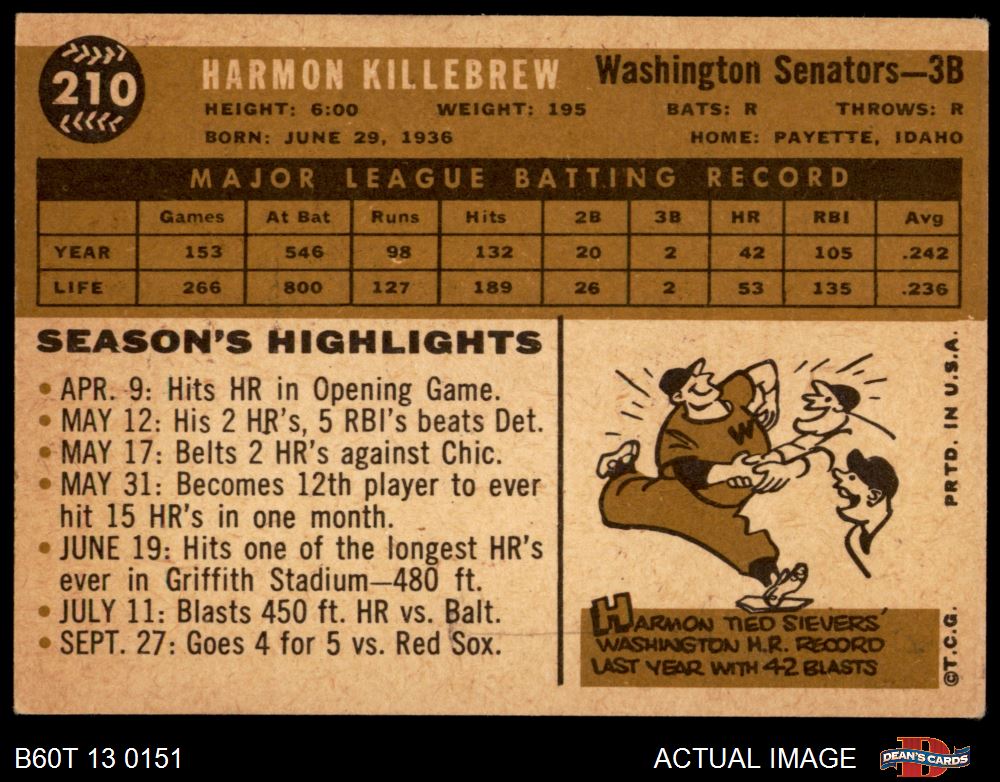 210
HARMON KILLEBREW Washington Senators—3B
HEIGHT: 6:00 WEIGHT: 195 BATS: R THROWS: R
BORN: JUNE 29, 1936 HOME: PAYETTE, IDAHO
MAJOR LEAGUE BATTING RECORD
Games At Bat Runs Hits 2B 3B HR RBI Avg
YEAR 153 546 98 132 20 2 42 105 .242
LIFE 266 800 127 189 26 2 53 135 .236
SEASON'S HIGHLIGHTS
• APR. 9: Hits HR in Opening Game.
• MAY 12: His 2 HR's, 5 RBI's beats Det.
• MAY 17: Belts 2 HR's against Chic.
• MAY 31: Becomes 12th player to ever
hit 15 HR's in one month.
• JUNE 19: Hits one of the longest HR's
ever in Griffith Stadium—480 ft.
• JULY 11: Blasts 450 ft. HR vs. Balt.
• SEPT. 27: Goes 4 for 5 vs. Red Sox.
W
HARMON TIED SIEVERS'
WASHINGTON H.R. RECORD
LAST YEAR WITH 42 BLASTS
©T.C.G. PRTD. IN U.S.A.
B60T 13 0151 ACTUAL IMAGE DEAN'S CARDS